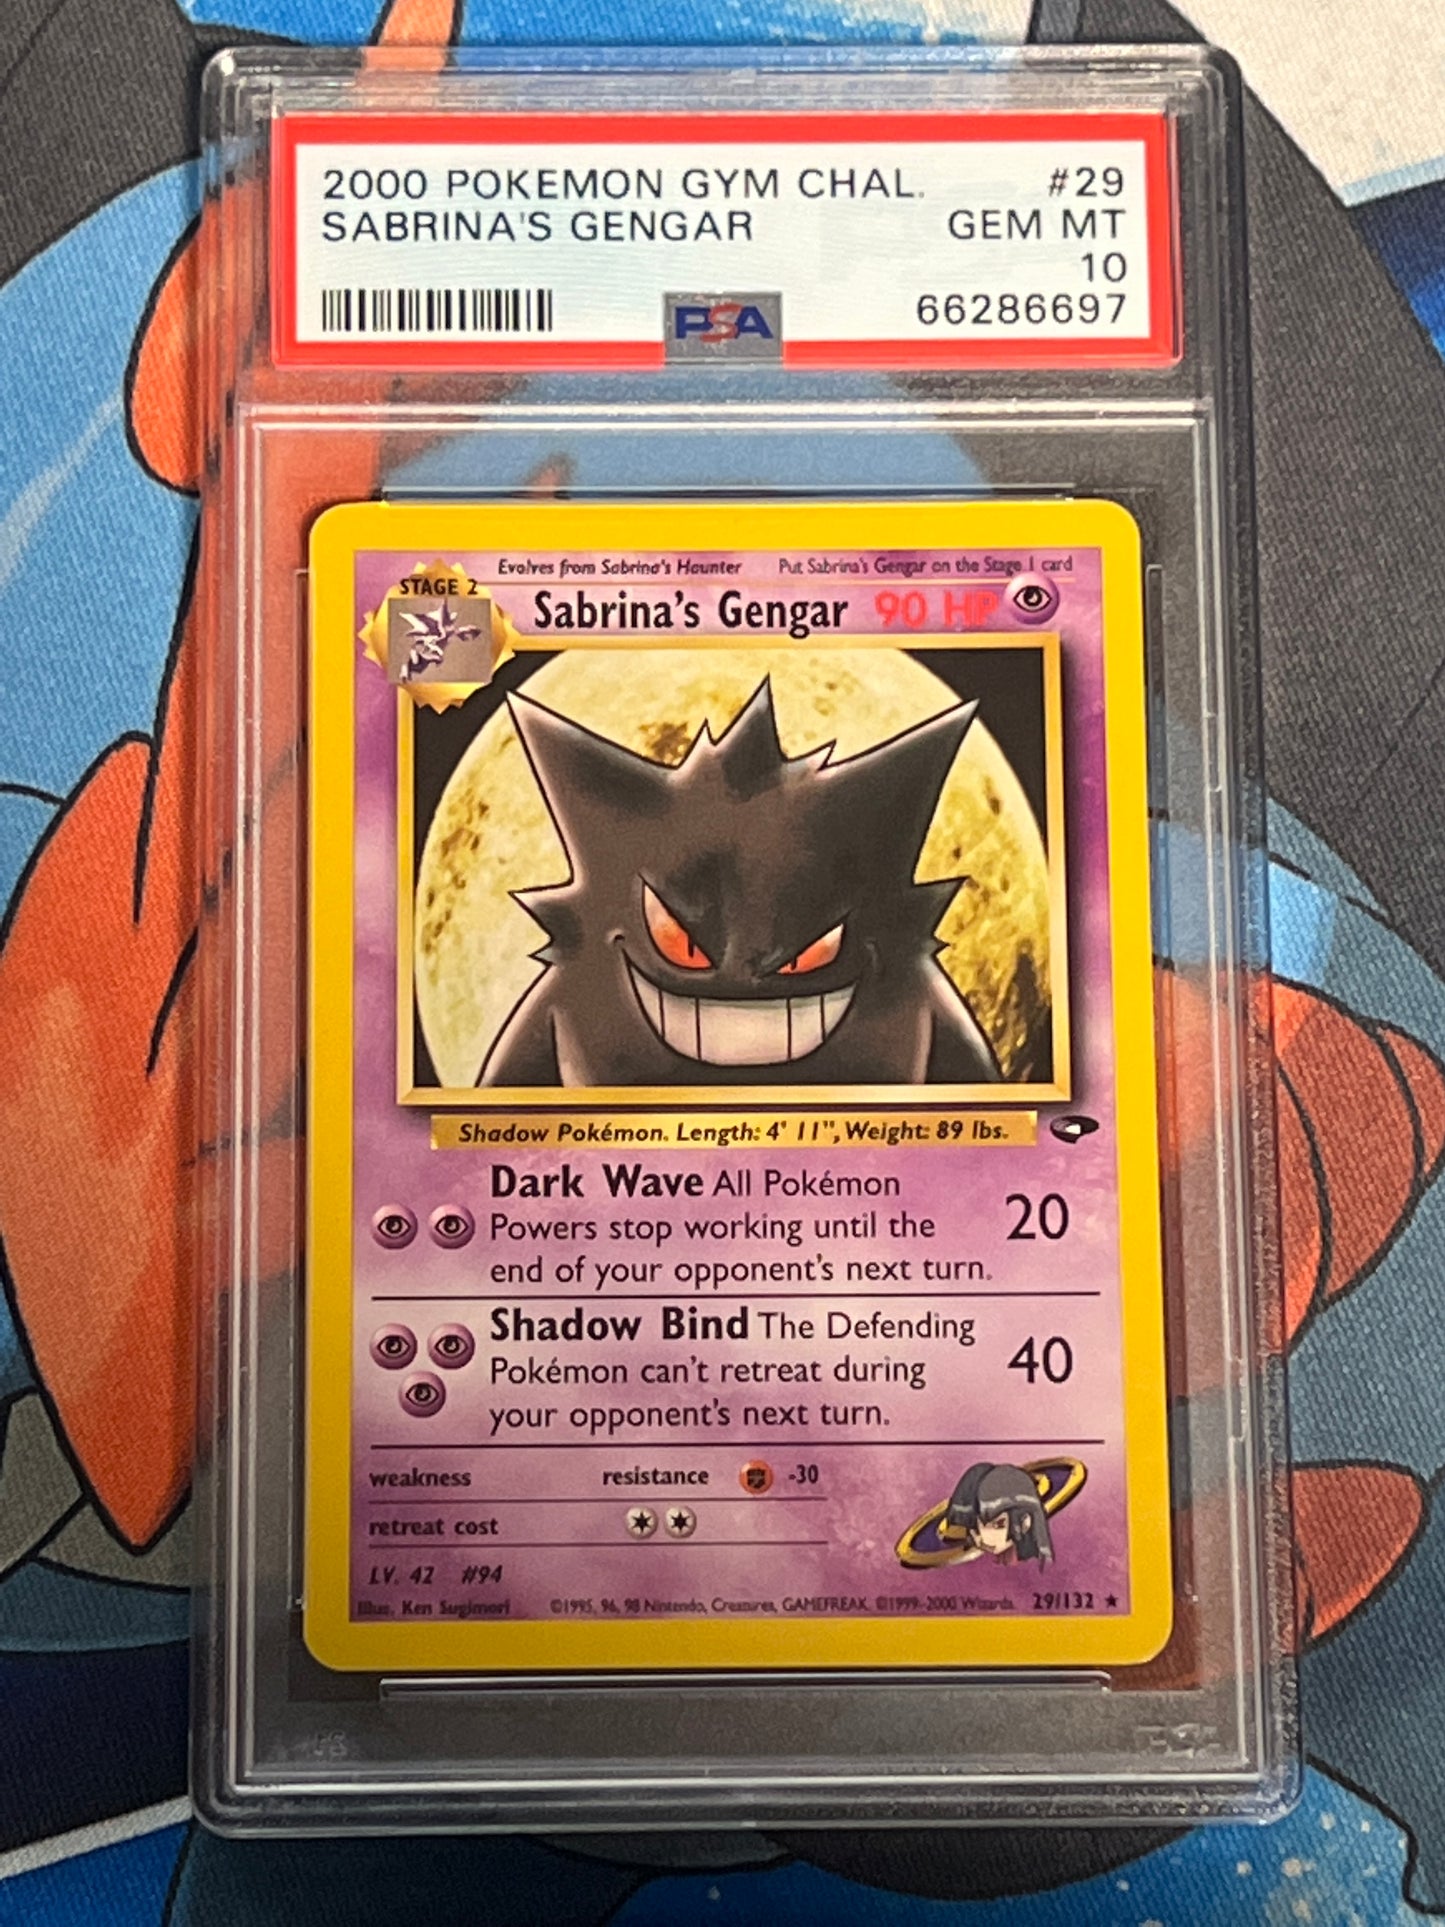 2000 POKEMON GYM CHAL. #29
SABRINA'S GENGAR GEM MT
10
PSA 66286697
Evolves from Sabrina's Haunter Put Sabrina's Gengar on the Stage 1 card
STAGE 2
Sabrina's Gengar 90 HP
Shadow Pokémon. Length: 4' 11", Weight: 89 lbs.
Dark Wave All Pokémon
Powers stop working until the 20
end of your opponent's next turn.
Shadow Bind The Defending
Pokémon can't retreat during 40
your opponent's next turn.
weakness resistance -30
retreat cost
LV. 42 #94
Illus. Ken Sugimori ©1995, 96, 98 Nintendo, Creatures, GAMEFREAK. ©1999-2000 Wizards. 29/132 ★